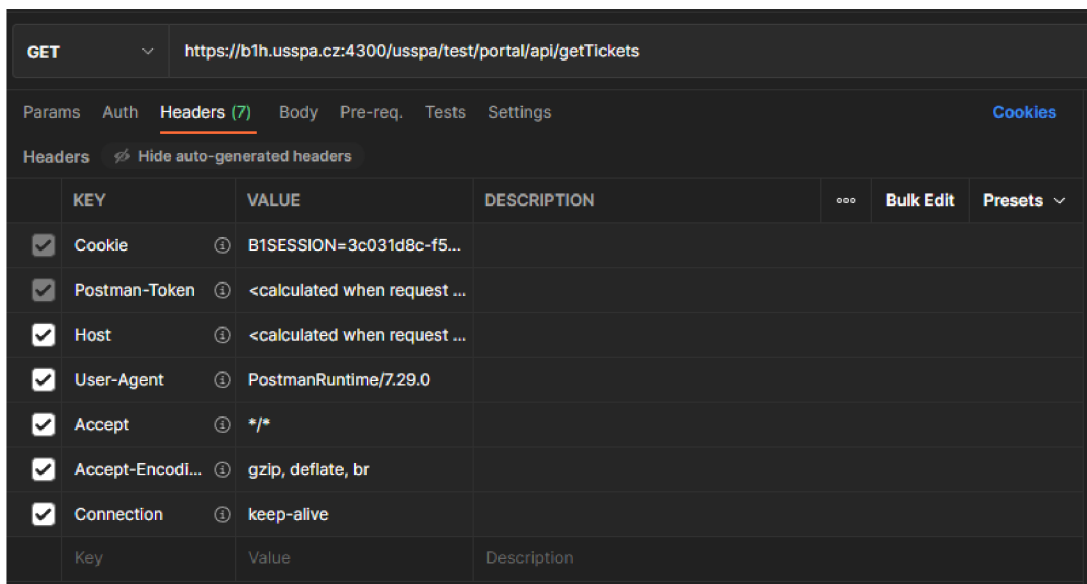 GET https://b1h.usspa.cz:4300/usspa/test/portal/api/getTickets
Params Auth Headers (7) Body Pre-req. Tests Settings Cookies
Headers Hide auto-generated headers
KEY VALUE DESCRIPTION ooo Bulk Edit Presets
Cookie B1SESSION=3c031d8c-f5...
Postman-Token <calculated when request ...
Host <calculated when request ...
User-Agent PostmanRuntime/7.29.0
Accept */*
Accept-Encodi... gzip, deflate, br
Connection keep-alive
Key Value Description